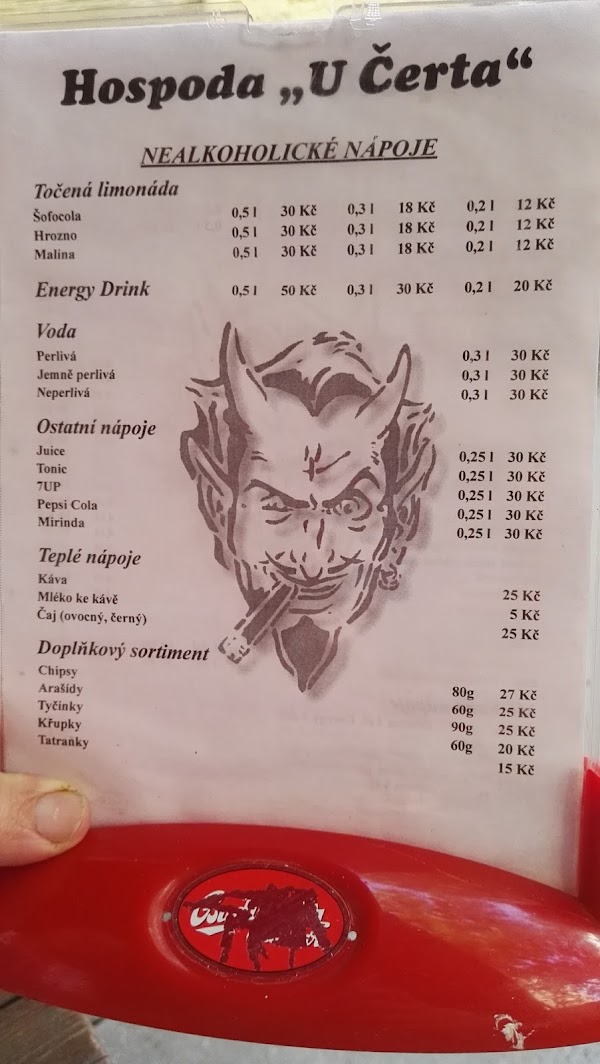 Hospoda „U Čerta“
NEALKOHOLICKÉ NÁPOJE
Točená limonáda
Šofocola 0,5 l 30 Kč 0,3 l 18 Kč 0,2 l 12 Kč
Hrozno 0,5 l 30 Kč 0,3 l 18 Kč 0,2 l 12 Kč
Malina 0,5 l 30 Kč 0,3 l 18 Kč 0,2 l 12 Kč
Energy Drink 0,5 l 50 Kč 0,3 l 30 Kč 0,2 l 20 Kč
Voda
Perlivá 0,3 l 30 Kč
Jemně perlivá 0,3 l 30 Kč
Neperlivá 0,3 l 30 Kč
Ostatní nápoje
Juice 0,25 l 30 Kč
Tonic 0,25 l 30 Kč
7UP 0,25 l 30 Kč
Pepsi Cola 0,25 l 30 Kč
Mirinda 0,25 l 30 Kč
Teplé nápoje
Káva 25 Kč
Mléko ke kávě 5 Kč
Čaj (ovocný, černý) 25 Kč
Doplňkový sortiment
Chipsy 80g 27 Kč
Arašídy 60g 25 Kč
Tyčinky 90g 25 Kč
Křupky 60g 20 Kč
Tatraňky 15 Kč